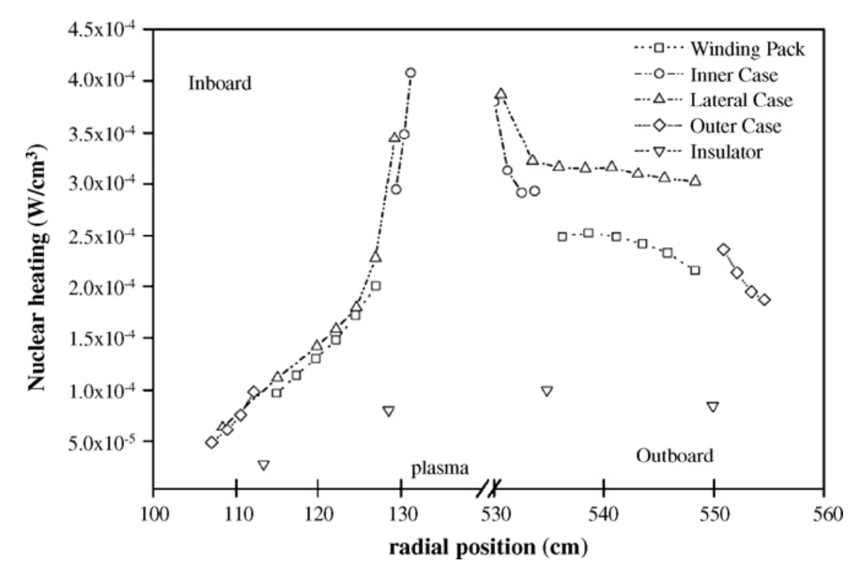 4.5x10⁻⁴
4.0x10⁻⁴
3.5x10⁻⁴
3.0x10⁻⁴
2.5x10⁻⁴
2.0x10⁻⁴
1.5x10⁻⁴
1.0x10⁻⁴
5.0x10⁻⁵
Nuclear heating (W/cm³)
Inboard
Winding Pack
Inner Case
Lateral Case
Outer Case
Insulator
plasma
Outboard
100 110 120 130 530 540 550 560
radial position (cm)